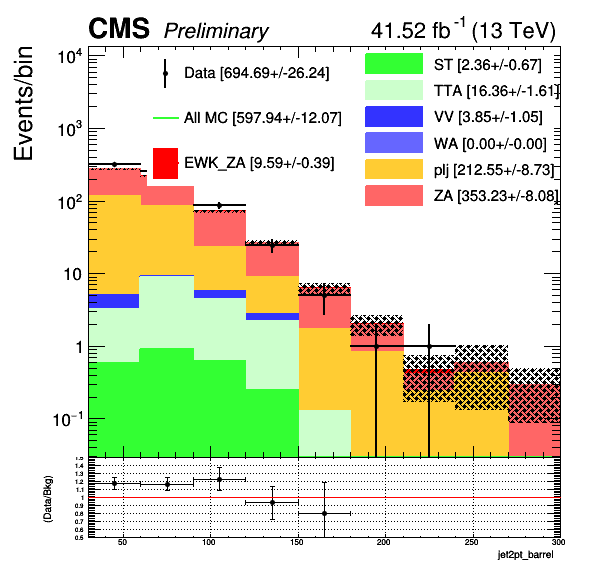 CMS Preliminary 41.52 fb⁻¹ (13 TeV)
Events/bin
10⁴
10³
10²
10
1
10⁻¹
Data [694.69+/-26.24]
All MC [597.94+/-12.07]
EWK_ZA [9.59+/-0.39]
ST [2.36+/-0.67]
TTA [16.36+/-1.61]
VV [3.85+/-1.05]
WA [0.00+/-0.00]
plj [212.55+/-8.73]
ZA [353.23+/-8.08]
(Data/Bkg)
1.5
1.4
1.3
1.2
1.1
1
0.9
0.8
0.7
0.6
0.5
50 100 150 200 250 300
jet2pt_barrel